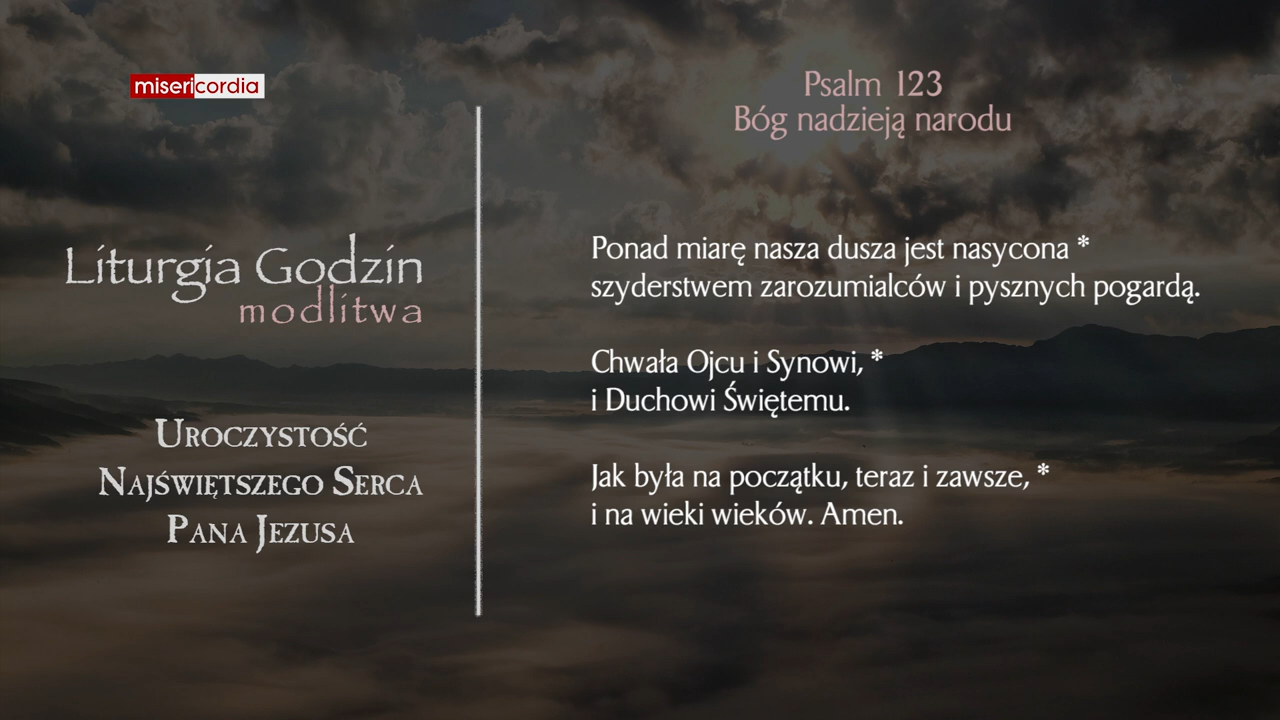 misericordia
Liturgia Godzin
modlitwa
Uroczystość
Najświętszego Serca
Pana Jezusa
Psalm 123
Bóg nadzieją narodu
Ponad miarę nasza dusza jest nasycona *
szyderstwem zarozumialców i pysznych pogardą.
Chwała Ojcu i Synowi, *
i Duchowi Świętemu.
Jak była na początku, teraz i zawsze, *
i na wieki wieków. Amen.